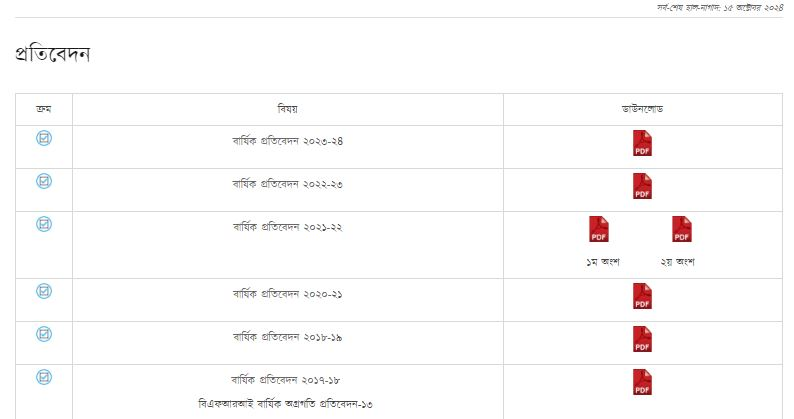 সর্ব-শেষ হাল-নাগাদ: ১৫ অক্টোবর ২০২৪
প্রতিবেদন
ক্রম বিষয় ডাউনলোড
বার্ষিক প্রতিবেদন ২০২৩-২৪ PDF
বার্ষিক প্রতিবেদন ২০২২-২৩ PDF
বার্ষিক প্রতিবেদন ২০২১-২২ PDF PDF
১ম অংশ ২য় অংশ
বার্ষিক প্রতিবেদন ২০২০-২১ PDF
বার্ষিক প্রতিবেদন ২০১৮-১৯ PDF
বার্ষিক প্রতিবেদন ২০১৭-১৮ PDF
বিএফআরআই বার্ষিক অগ্রগতি প্রতিবেদন-১৩